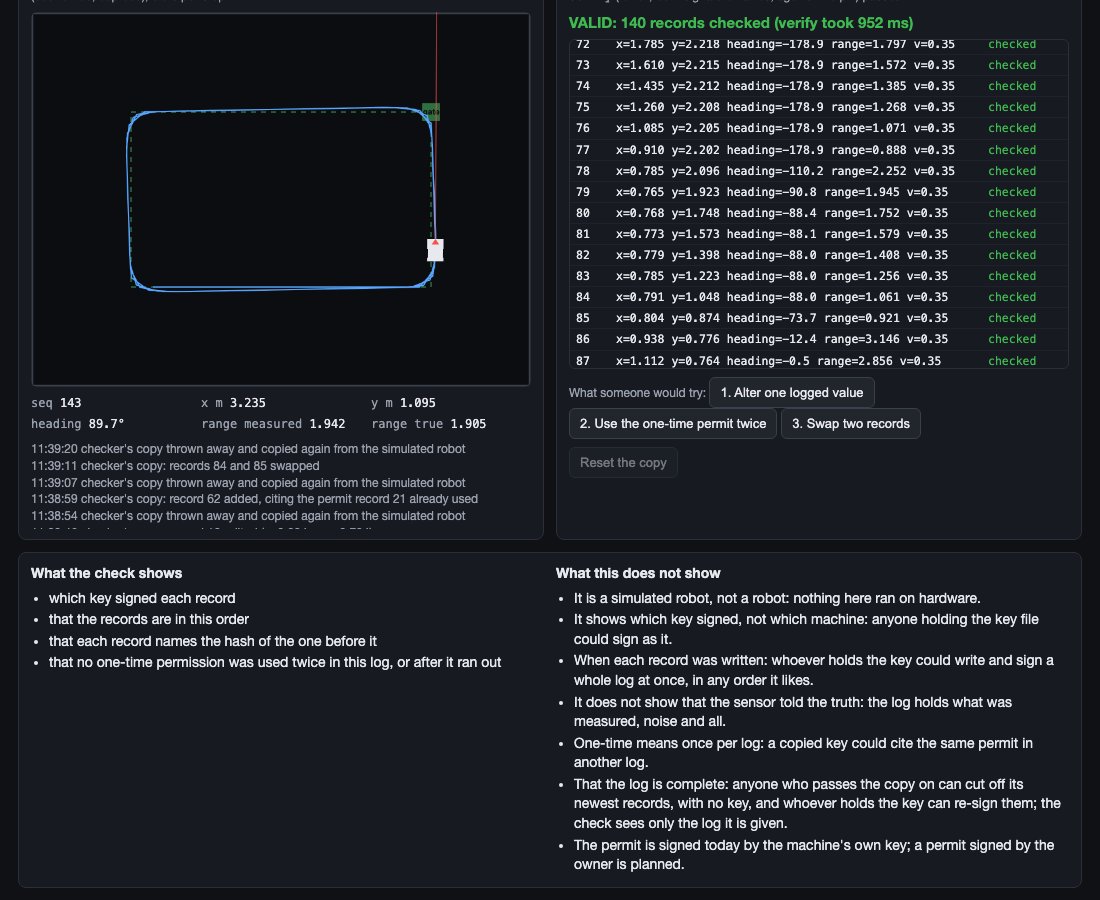 VALID: 140 records checked (verify took 952 ms)
72 x=1.785 y=2.218 heading=-178.9 range=1.797 v=0.35 checked
73 x=1.610 y=2.215 heading=-178.9 range=1.572 v=0.35 checked
74 x=1.435 y=2.212 heading=-178.9 range=1.385 v=0.35 checked
75 x=1.260 y=2.208 heading=-178.9 range=1.268 v=0.35 checked
76 x=1.085 y=2.205 heading=-178.9 range=1.071 v=0.35 checked
77 x=0.910 y=2.202 heading=-178.9 range=0.888 v=0.35 checked
78 x=0.785 y=2.096 heading=-110.2 range=2.252 v=0.35 checked
79 x=0.765 y=1.923 heading=-90.8 range=1.945 v=0.35 checked
80 x=0.768 y=1.748 heading=-88.4 range=1.752 v=0.35 checked
81 x=0.773 y=1.573 heading=-88.1 range=1.579 v=0.35 checked
82 x=0.779 y=1.398 heading=-88.0 range=1.408 v=0.35 checked
83 x=0.785 y=1.223 heading=-88.0 range=1.256 v=0.35 checked
84 x=0.791 y=1.048 heading=-88.0 range=1.061 v=0.35 checked
85 x=0.804 y=0.874 heading=-73.7 range=0.921 v=0.35 checked
86 x=0.938 y=0.776 heading=-12.4 range=3.146 v=0.35 checked
87 x=1.112 y=0.764 heading=-0.5 range=2.856 v=0.35 checked
What someone would try: 1. Alter one logged value
2. Use the one-time permit twice 3. Swap two records
Reset the copy
seq 143 x m 3.235 y m 1.095
heading 89.7° range measured 1.942 range true 1.905
11:39:20 checker's copy thrown away and copied again from the simulated robot
11:39:11 checker's copy: records 84 and 85 swapped
11:39:07 checker's copy thrown away and copied again from the simulated robot
11:38:59 checker's copy: record 62 added, citing the permit record 21 already used
11:38:54 checker's copy thrown away and copied again from the simulated robot
What the check shows
• which key signed each record
• that the records are in this order
• that each record names the hash of the one before it
• that no one-time permission was used twice in this log, or after it ran out
What this does not show
• It is a simulated robot, not a robot: nothing here ran on hardware.
• It shows which key signed, not which machine: anyone holding the key file
could sign as it.
• When each record was written: whoever holds the key could write and sign a
whole log at once, in any order it likes.
• It does not show that the sensor told the truth: the log holds what was
measured, noise and all.
• One-time means once per log: a copied key could cite the same permit in
another log.
• That the log is complete: anyone who passes the copy on can cut off its
newest records, with no key, and whoever holds the key can re-sign them; the
check sees only the log it is given.
• The permit is signed today by the machine's own key; a permit signed by the
owner is planned.